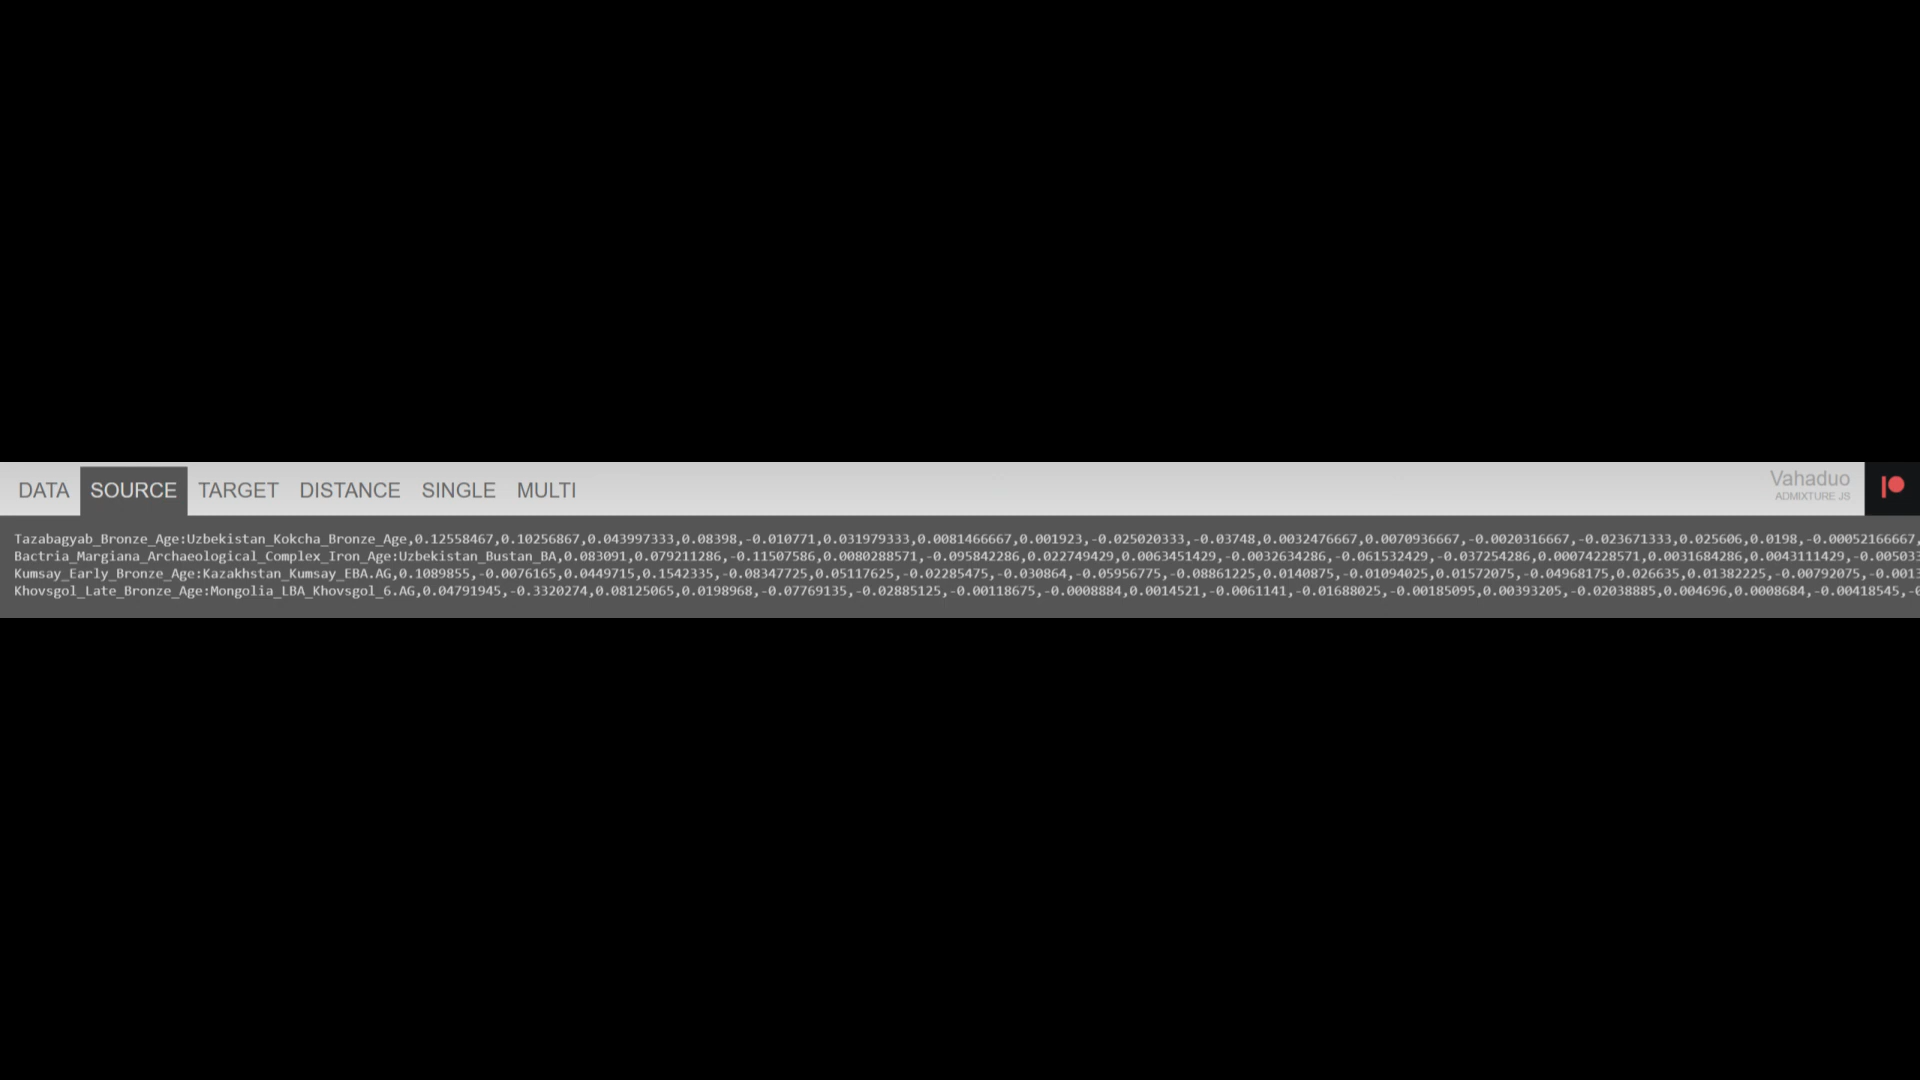 DATA SOURCE TARGET DISTANCE SINGLE MULTI
Vahaduo
ADMIXTURE JS
Tazabagyab_Bronze_Age:Uzbekistan_Kokcha_Bronze_Age,0.12558467,0.10256867,0.043997333,0.08398,-0.010771,0.031979333,0.0081466667,0.001923,-0.025020333,-0.03748,0.0032476667,0.0070936667,-0.0020316667,-0.023671333,0.025606,0.0198,-0.00052166667,
Bactria_Margiana_Archaeological_Complex_Iron_Age:Uzbekistan_Bustan_BA,0.083091,0.079211286,-0.11507586,0.0080288571,-0.095842286,0.022749429,0.0063451429,-0.0032634286,-0.061532429,-0.037254286,0.00074228571,0.0031684286,0.0043111429,-0.005033
Kumsay_Early_Bronze_Age:Kazakhstan_Kumsay_EBA.AG,0.1089855,-0.0076165,0.0449715,0.1542335,-0.08347725,0.05117625,-0.02285475,-0.030864,-0.05956775,-0.08861225,0.0140875,-0.01094025,0.01572075,-0.04968175,0.026635,0.01382225,-0.00792075,-0.0013
Khovsgol_Late_Bronze_Age:Mongolia_LBA_Khovsgol_6.AG,0.04791945,-0.3320274,0.08125065,0.0198968,-0.07769135,-0.02885125,-0.00118675,-0.0008884,0.0014521,-0.0061141,-0.01688025,-0.00185095,0.00393205,-0.02038885,0.004696,0.0008684,-0.00418545,-0